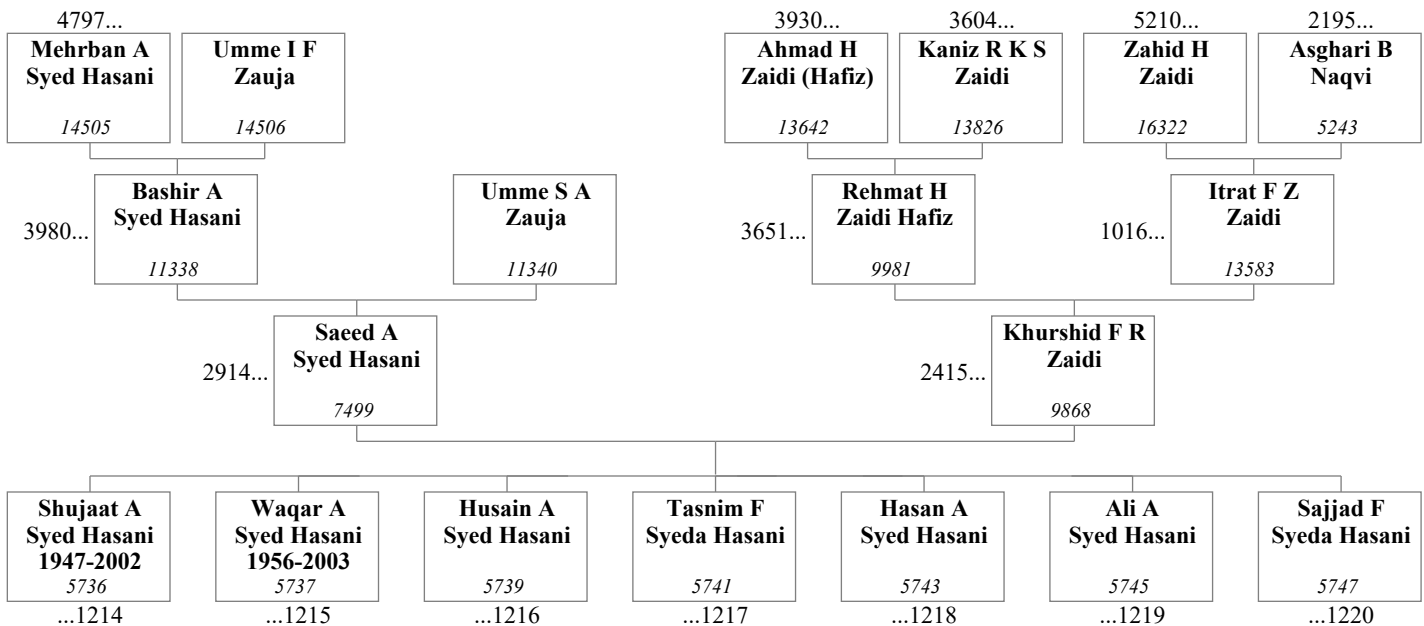 4797...
3930...
3604...
5210...
2195...
Mehrban A
Syed Hasani
14505
Umme I F
Zauja
14506
Ahmad H
Zaidi (Hafiz)
13642
Kaniz R K S
Zaidi
13826
Zahid H
Zaidi
16322
Asghari B
Naqvi
5243
3980...
Bashir A
Syed Hasani
11338
Umme S A
Zauja
11340
3651...
Rehmat H
Zaidi Hafiz
9981
1016...
Itrat F Z
Zaidi
13583
2914...
Saeed A
Syed Hasani
7499
2415...
Khurshid F R
Zaidi
9868
Shujaat A
Syed Hasani
1947-2002
5736
...1214
Waqar A
Syed Hasani
1956-2003
5737
...1215
Husain A
Syed Hasani
5739
...1216
Tasnim F
Syeda Hasani
5741
...1217
Hasan A
Syed Hasani
5743
...1218
Ali A
Syed Hasani
5745
...1219
Sajjad F
Syeda Hasani
5747
...1220